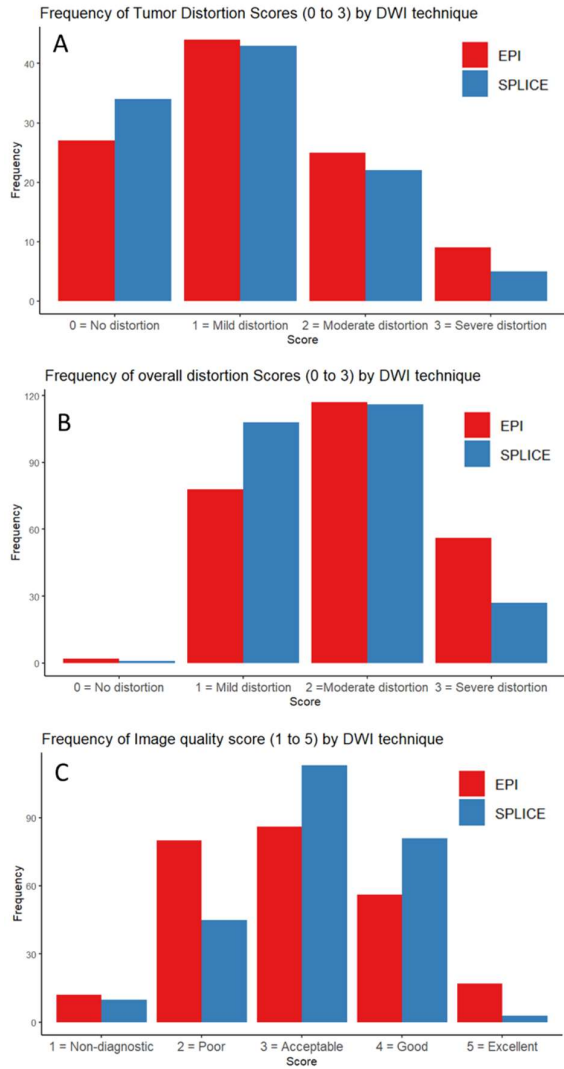 Frequency of Tumor Distortion Scores (0 to 3) by DWI technique
A
EPI
SPLICE
40
30
20
10
0
Frequency
0 = No distortion
1 = Mild distortion
2 = Moderate distortion
3 = Severe distortion
Score
Frequency of overall distortion Scores (0 to 3) by DWI technique
B
EPI
SPLICE
120
90
60
30
0
Frequency
0 = No distortion
1 = Mild distortion
2 =Moderate distortion
3 = Severe distortion
Score
Frequency of Image quality score (1 to 5) by DWI technique
C
EPI
SPLICE
90
60
30
0
Frequency
1 = Non-diagnostic
2 = Poor
3 = Acceptable
4 = Good
5 = Excellent
Score